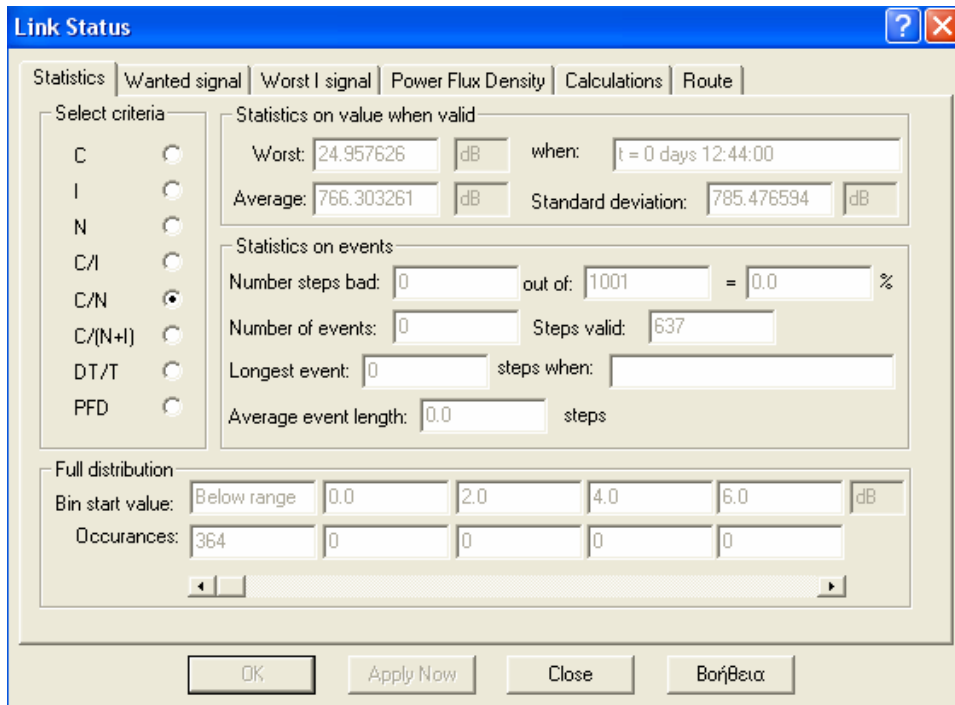 Link Status
Statistics Wanted signal Worst I signal Power Flux Density Calculations Route
Select criteria
C
I
N
C/I
C/N
C/(N+I)
DT/T
PFD
Statistics on value when valid
Worst: 24.957626 dB when: t = 0 days 12:44:00
Average: 766.303261 dB Standard deviation: 785.476594 dB
Statistics on events
Number steps bad: 0 out of: 1001 = 0.0 %
Number of events: 0 Steps valid: 637
Longest event: 0 steps when:
Average event length: 0.0 steps
Full distribution
Bin start value: Below range 0.0 2.0 4.0 6.0 dB
Occurances: 364 0 0 0 0
OK Apply Now Close Βοήθεια